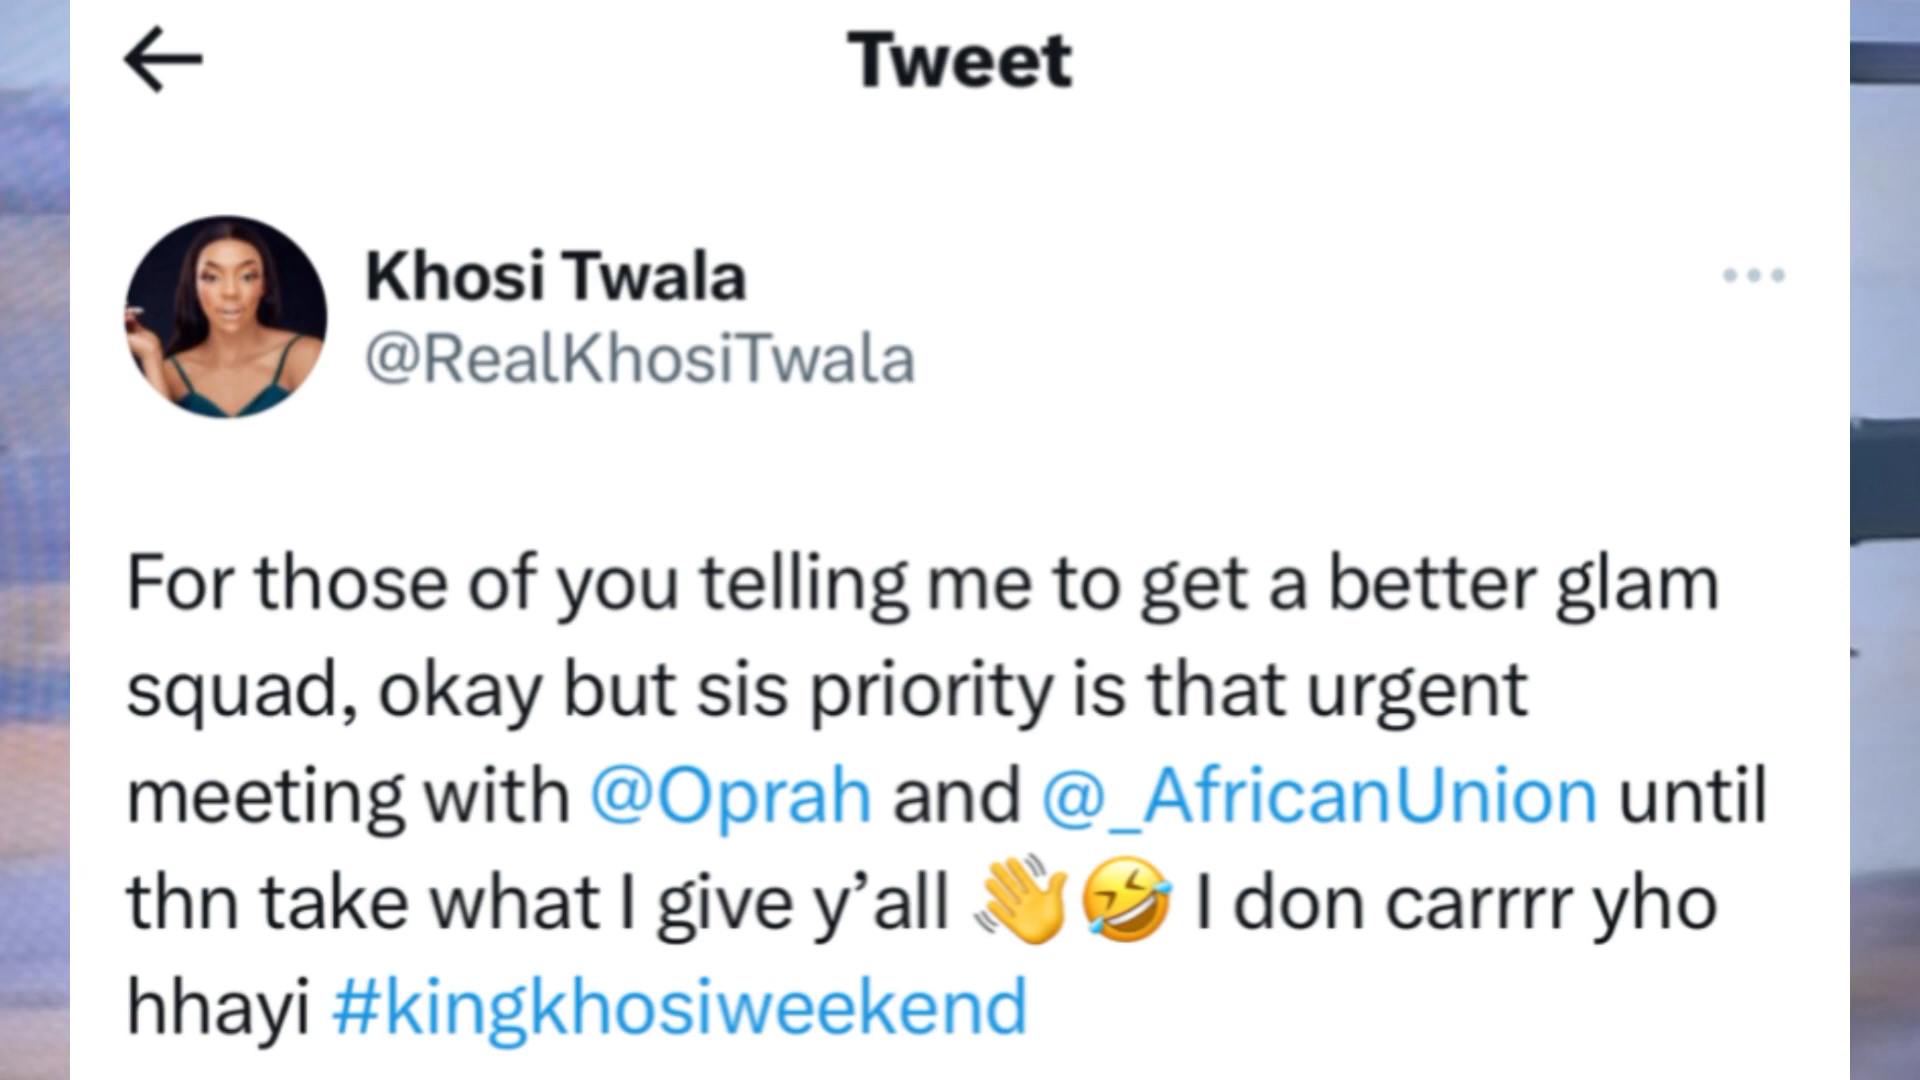 Tweet
Khosi Twala
@RealKhosiTwala
For those of you telling me to get a better glam
squad, okay but sis priority is that urgent
meeting with @Oprah and @_AfricanUnion until
thn take what I give y’all 👋🤣 I don carrrr yho
hhayi #kingkhosiweekend